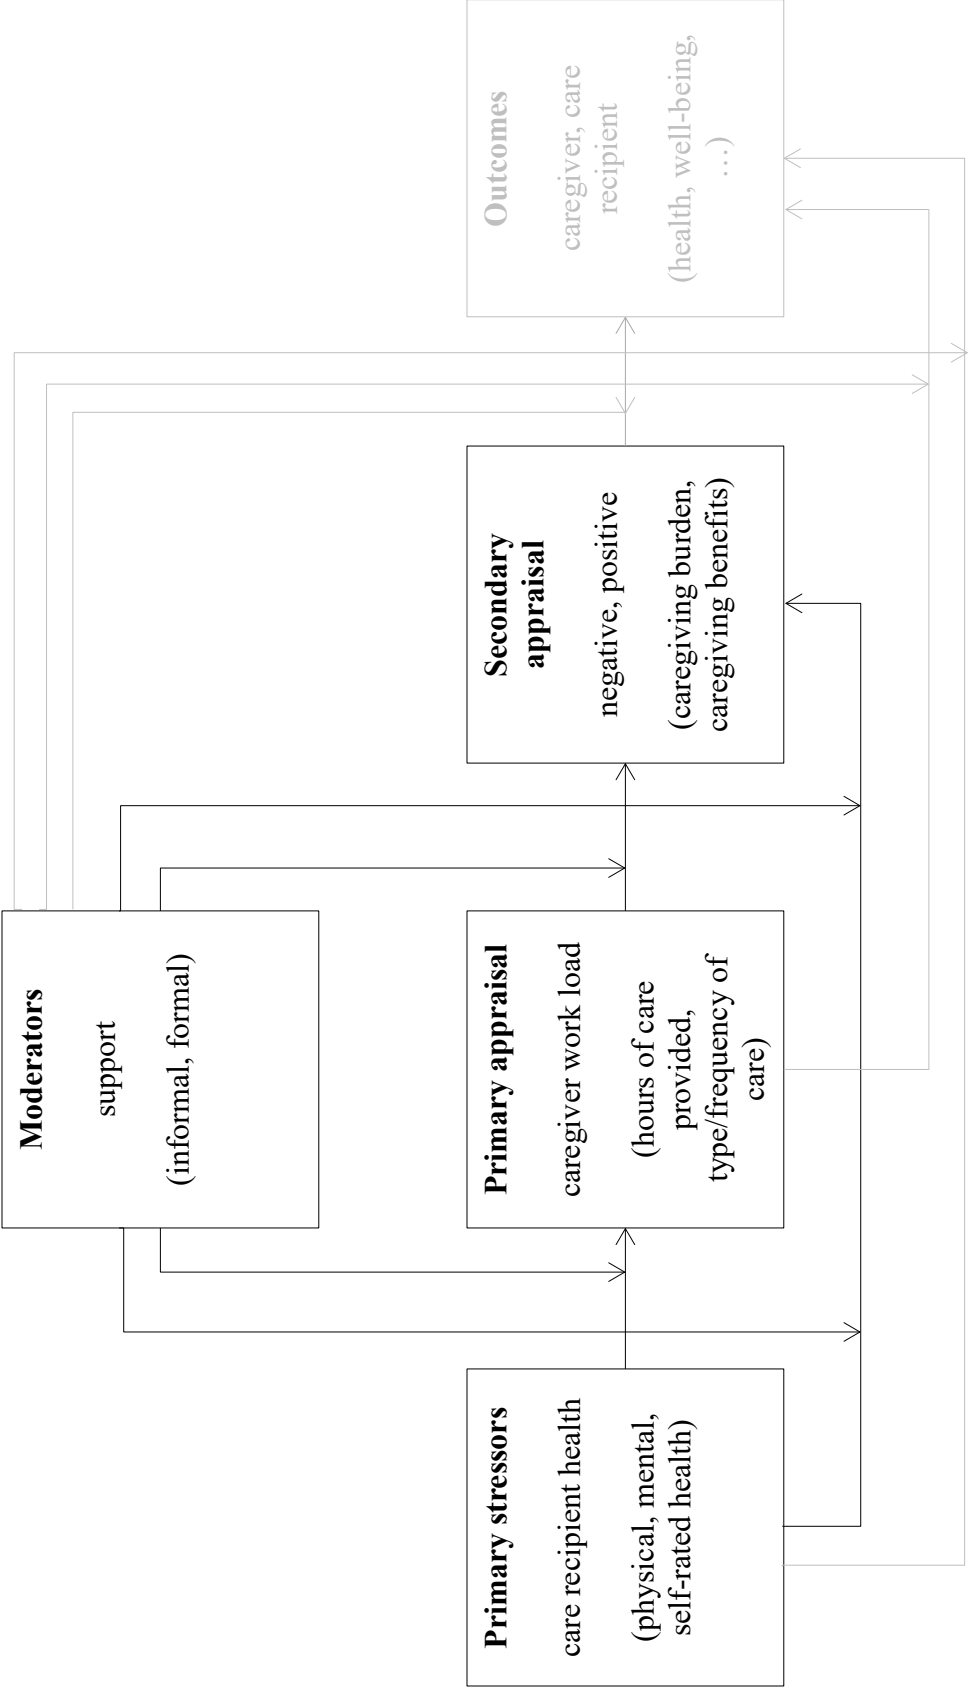 Moderators
support
(informal, formal)
Primary stressors
care recipient health
(physical, mental,
self-rated health)
Primary appraisal
caregiver work load
(hours of care
provided,
type/frequency of
care)
Secondary
appraisal
negative, positive
(caregiving burden,
caregiving benefits)
Outcomes
caregiver, care
recipient
(health, well-being,
…)